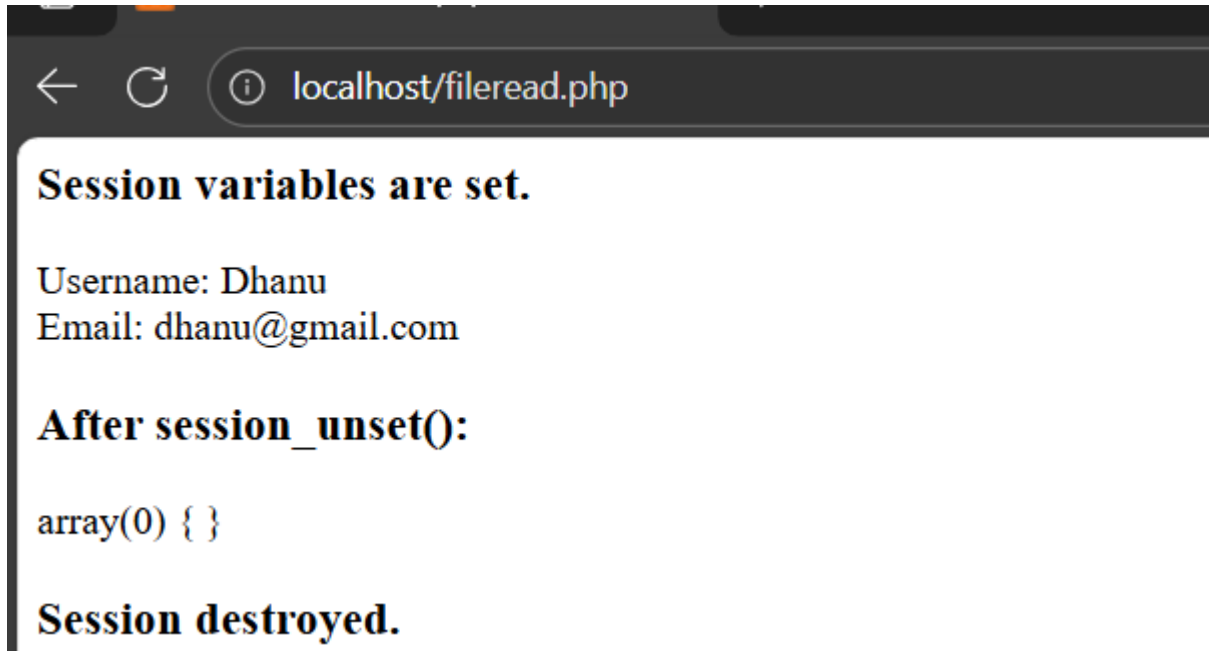 localhost/fileread.php
Session variables are set.
Username: Dhanu
Email: dhanu@gmail.com
After session_unset():
array(0) { }
Session destroyed.